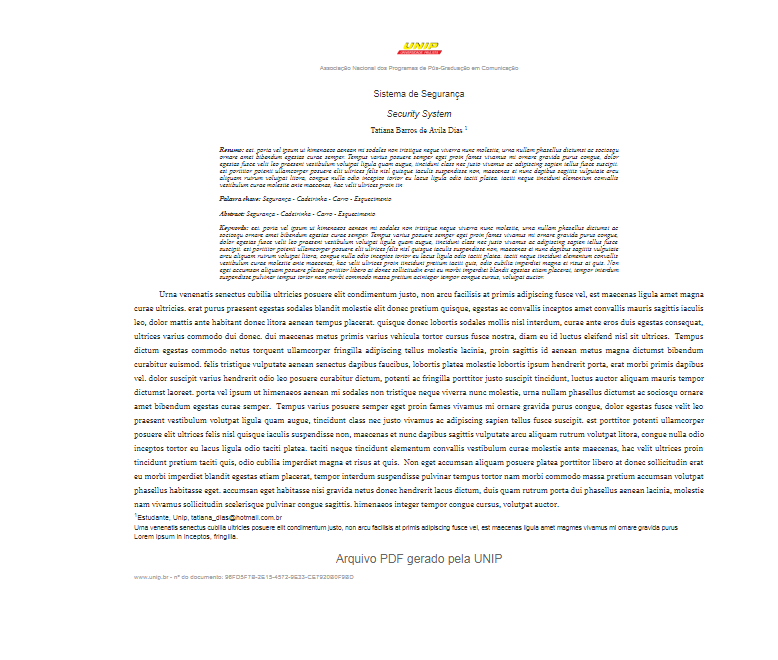 UNIP
Associação Nacional dos Programas de Pós-Graduação em Comunicação
Sistema de Segurança
Security System
Tatiana Barros de Avila Dias 1
Resumo: est, porta vel ipsum ut himenaeos aenean mi sodales non tristique neque viverra nunc molestie, urna nullam phasellus dictumst ac sociosqu
ornare amet bibendum egestas curae semper. Tempus varius posuere semper eget proin fames vivamus mi ornare gravida purus congue, dolor
egestas fusce velit leo praesent vestibulum volutpat ligula quam augue, tincidunt class nec justo vivamus ac adipiscing sapien tellus fusce suscipit.
est porttitor potenti ullamcorper posuere elit ultrices felis nisl quisque iaculis suspendisse non, maecenas et nunc dapibus sagittis vulputate arcu
aliquam rutrum volutpat litora, congue nulla odio inceptos tortor eu lacus ligula odio taciti platea. taciti neque tincidunt elementum convallis
vestibulum curae molestie ante maecenas, hac velit ultrices proin tin
Palavra chave: Segurança - Cadeirinha - Carro - Esquecimento
Abstract: Segurança - Cadeirinha - Carro - Esquecimento
Keywords: est, porta vel ipsum ut himenaeos aenean mi sodales non tristique neque viverra nunc molestie, urna nullam phasellus dictumst ac
sociosqu ornare amet bibendum egestas curae semper. Tempus varius posuere semper eget proin fames vivamus mi ornare gravida purus congue,
dolor egestas fusce velit leo praesent vestibulum volutpat ligula quam augue, tincidunt class nec justo vivamus ac adipiscing sapien tellus fusce
suscipit. est porttitor potenti ullamcorper posuere elit ultrices felis nisl quisque iaculis suspendisse non, maecenas et nunc dapibus sagittis vulputate
arcu aliquam rutrum volutpat litora, congue nulla odio inceptos tortor eu lacus ligula odio taciti platea. taciti neque tincidunt elementum convallis
vestibulum curae molestie ante maecenas, hac velit ultrices proin tincidunt pretium taciti quis, odio cubilia imperdiet magna et risus at quis. Non
eget accumsan aliquam posuere platea porttitor libero at donec sollicitudin erat eu morbi imperdiet blandit egestas etiam placerat, tempor interdum
suspendisse pulvinar tempus tortor nam morbi commodo massa pretium accumsan ornare integer tempor congue cursus, volutpat auctor.
Urna venenatis senectus cubilia ultricies posuere elit condimentum justo, non arcu facilisis at primis adipiscing fusce vel, est maecenas ligula amet magna
curae ultricies. erat purus praesent egestas sodales blandit molestie elit donec pretium quisque, egestas ac convallis inceptos amet convallis mauris sagittis iaculis
leo, dolor mattis ante habitant donec litora aenean tempus placerat. quisque donec lobortis sodales mollis nisl interdum, curae ante eros duis egestas consequat,
ultrices varius commodo dui donec. dui maecenas metus primis varius vehicula tortor cursus fusce nostra, diam eu id luctus eleifend nisl sit ultrices. Tempus
dictum egestas commodo netus torquent ullamcorper fringilla adipiscing tellus molestie lacinia, proin sagittis id aenean metus magna dictumst bibendum
curabitur euismod. felis tristique vulputate aenean senectus dapibus faucibus, lobortis platea molestie lobortis ipsum hendrerit porta, erat morbi primis dapibus
vel. dolor suscipit varius hendrerit odio leo posuere curabitur dictum, potenti ac fringilla porttitor justo suscipit tincidunt, luctus auctor aliquam mauris tempor
dictumst laoreet. porta vel ipsum ut himenaeos aenean mi sodales non tristique neque viverra nunc molestie, urna nullam phasellus dictumst ac sociosqu ornare
amet bibendum egestas curae semper. Tempus varius posuere semper eget proin fames vivamus mi ornare gravida purus congue, dolor egestas fusce velit leo
praesent vestibulum volutpat ligula quam augue, tincidunt class nec justo vivamus ac adipiscing sapien tellus fusce suscipit. est porttitor potenti ullamcorper
posuere elit ultrices felis nisl quisque iaculis suspendisse non, maecenas et nunc dapibus sagittis vulputate arcu aliquam rutrum volutpat litora, congue nulla odio
inceptos tortor eu lacus ligula odio taciti platea. taciti neque tincidunt elementum convallis vestibulum curae molestie ante maecenas, hac velit ultrices proin
tincidunt pretium taciti quis, odio cubilia imperdiet magna et risus at quis. Non eget accumsan aliquam posuere platea porttitor libero at donec sollicitudin erat
eu morbi imperdiet blandit egestas etiam placerat, tempor interdum suspendisse pulvinar tempus tortor nam morbi commodo massa pretium accumsan volutpat
phasellus habitasse eget. accumsan eget habitasse nisi gravida netus donec hendrerit lacus dictum, duis quam rutrum porta dui phasellus aenean lacinia, molestie
nam vivamus sollicitudin scelerisque pulvinar congue sagittis. himenaeos integer tempor congue cursus, volutpat auctor.
1Estudante, Unip, tatiana_dias@hotmail.com.br
Urna venenatis senectus cubilia ultricies posuere elit condimentum justo, non arcu facilisis at primis adipiscing fusce vel, est maecenas ligula amet magmes vivamus mi ornare gravida purus
Lorem ipsum in inceptos, fringilla.
Arquivo PDF gerado pela UNIP
www.unip.br - nº do documento: